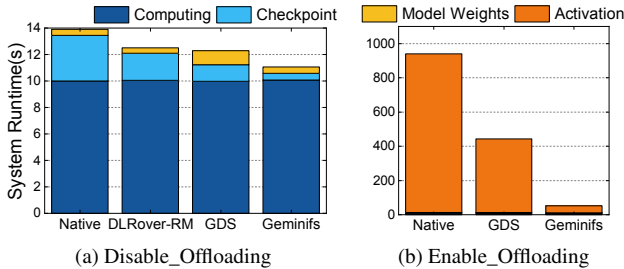 Computing Checkpoint Model Weights Activation
System Runtime(s)
14
12
10
8
6
4
2
0
Native DLRover-RM GDS Geminifs
(a) Disable_Offloading
1000
800
600
400
200
0
Native GDS Geminifs
(b) Enable_Offloading